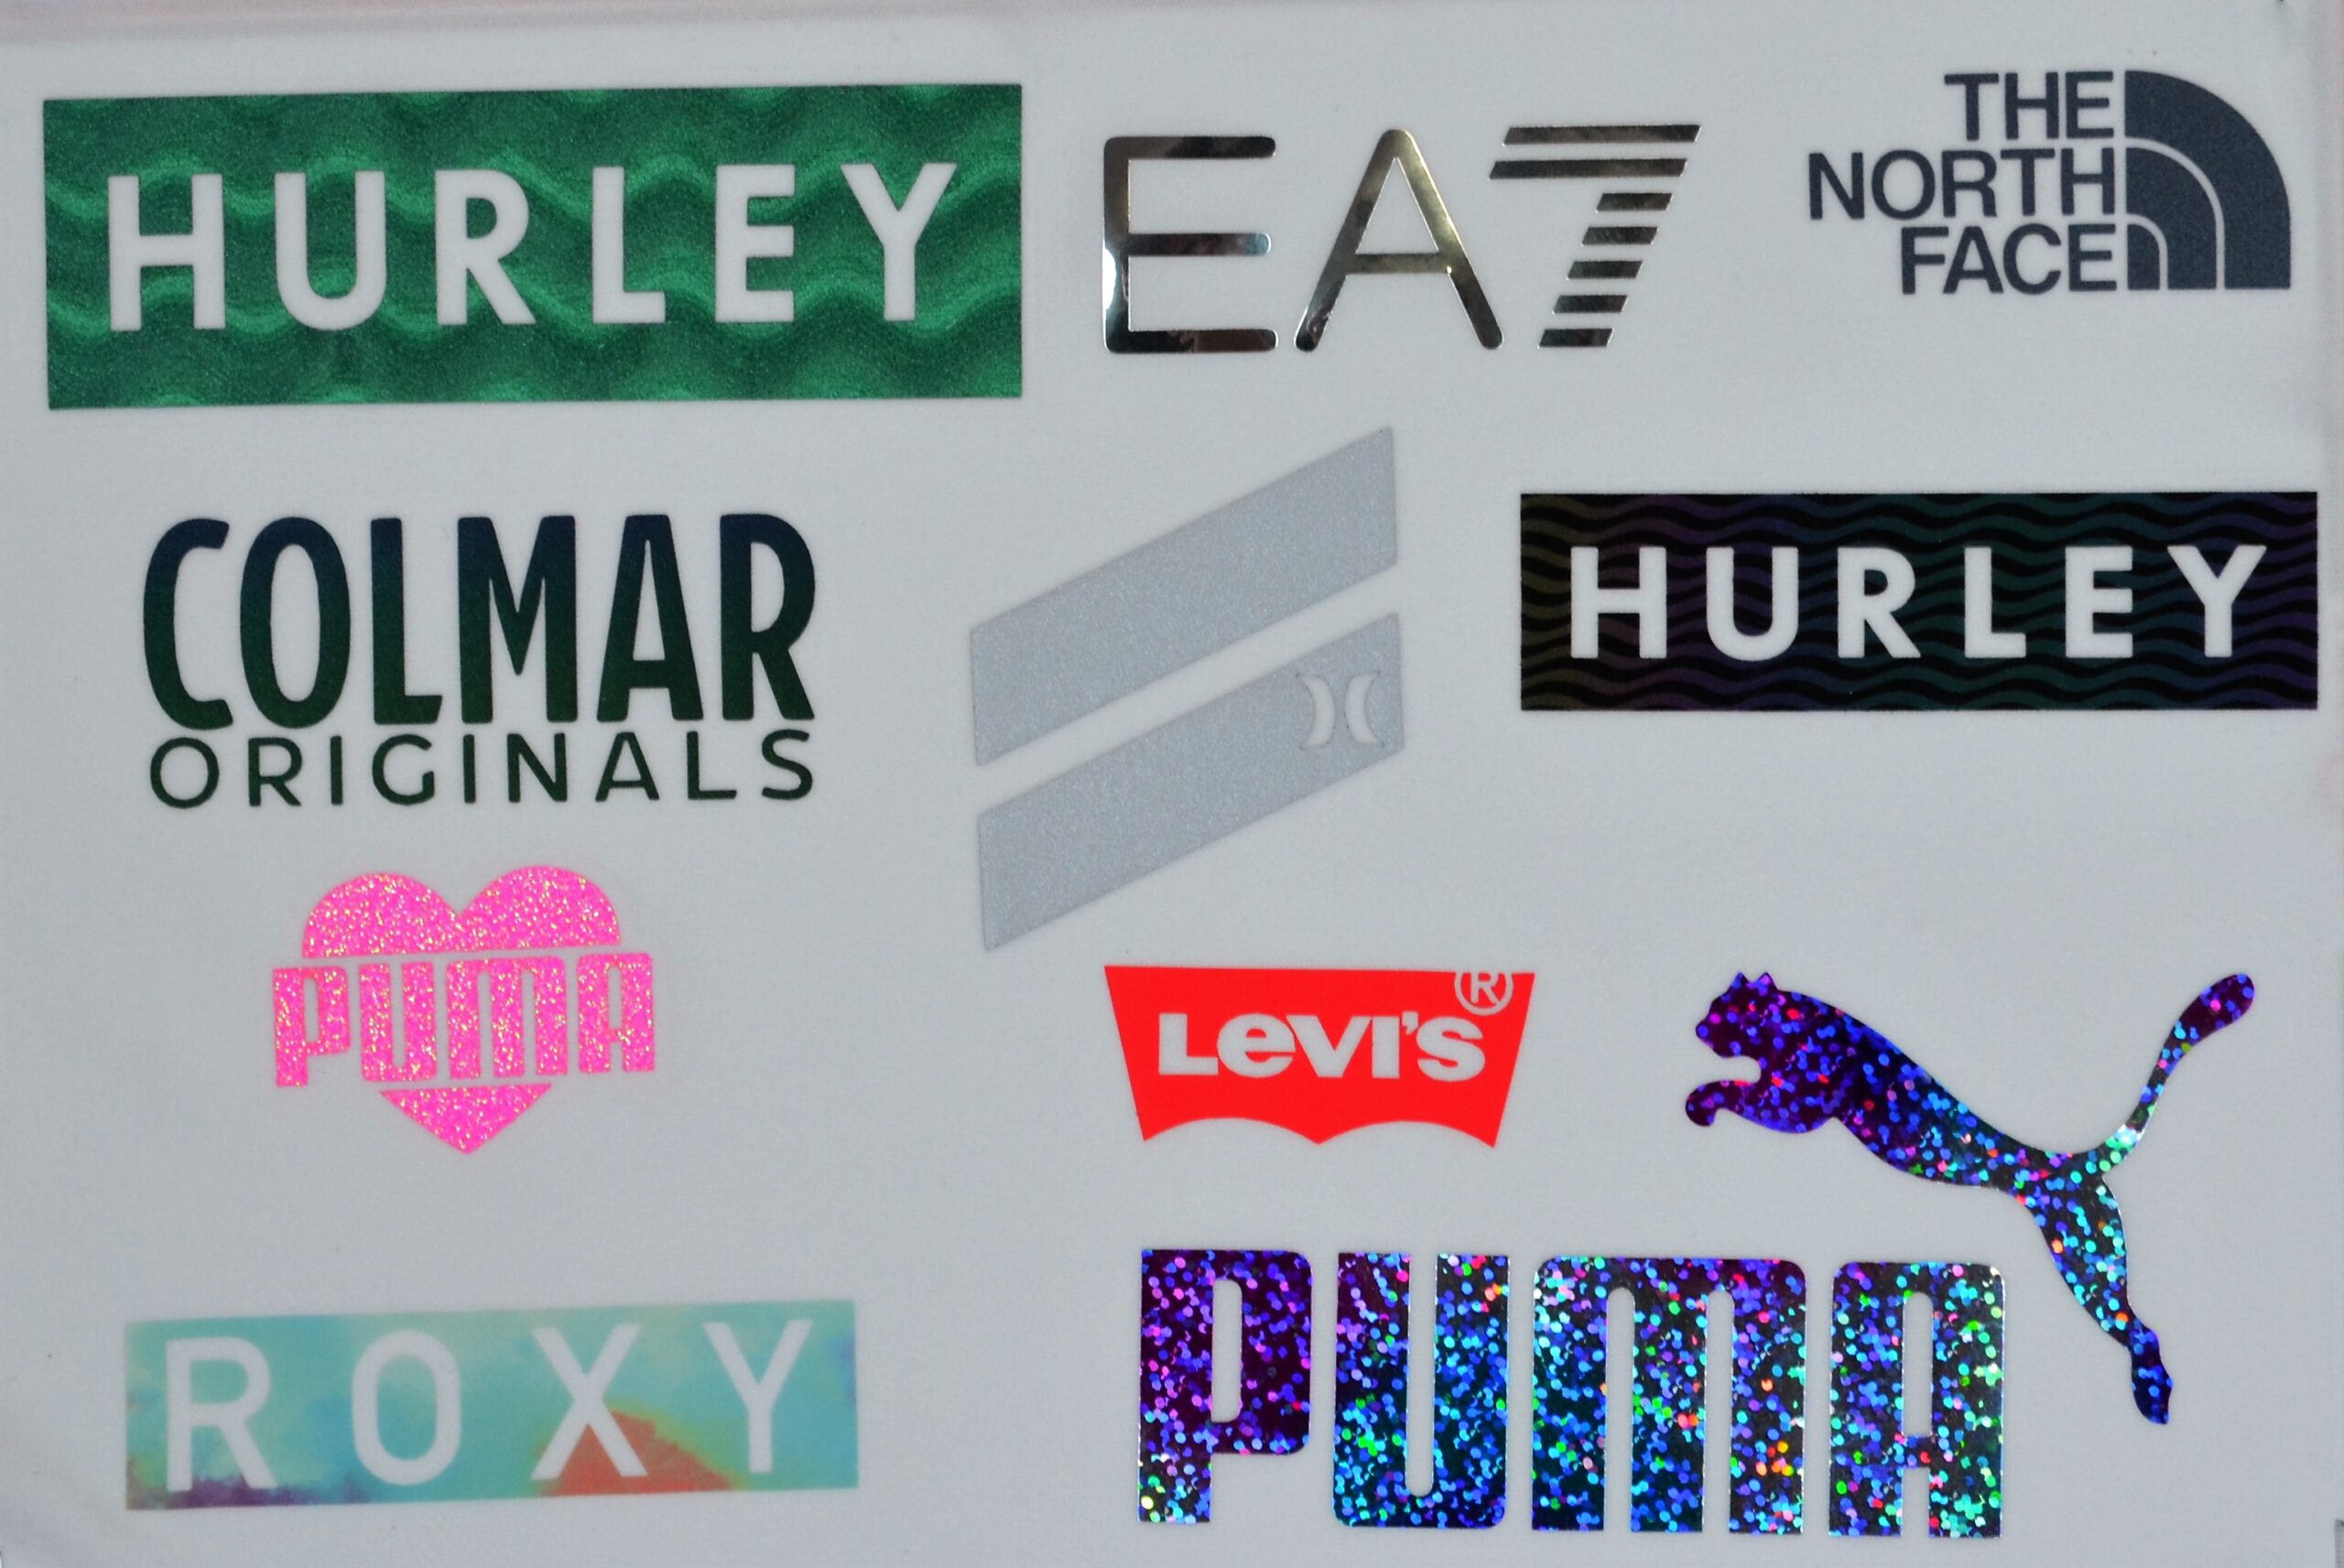 HURLEY
EA7
THE
NORTH
FACE
COLMAR
ORIGINALS
HURLEY
PUMA
LEVI'S®
ROXY
PUMA